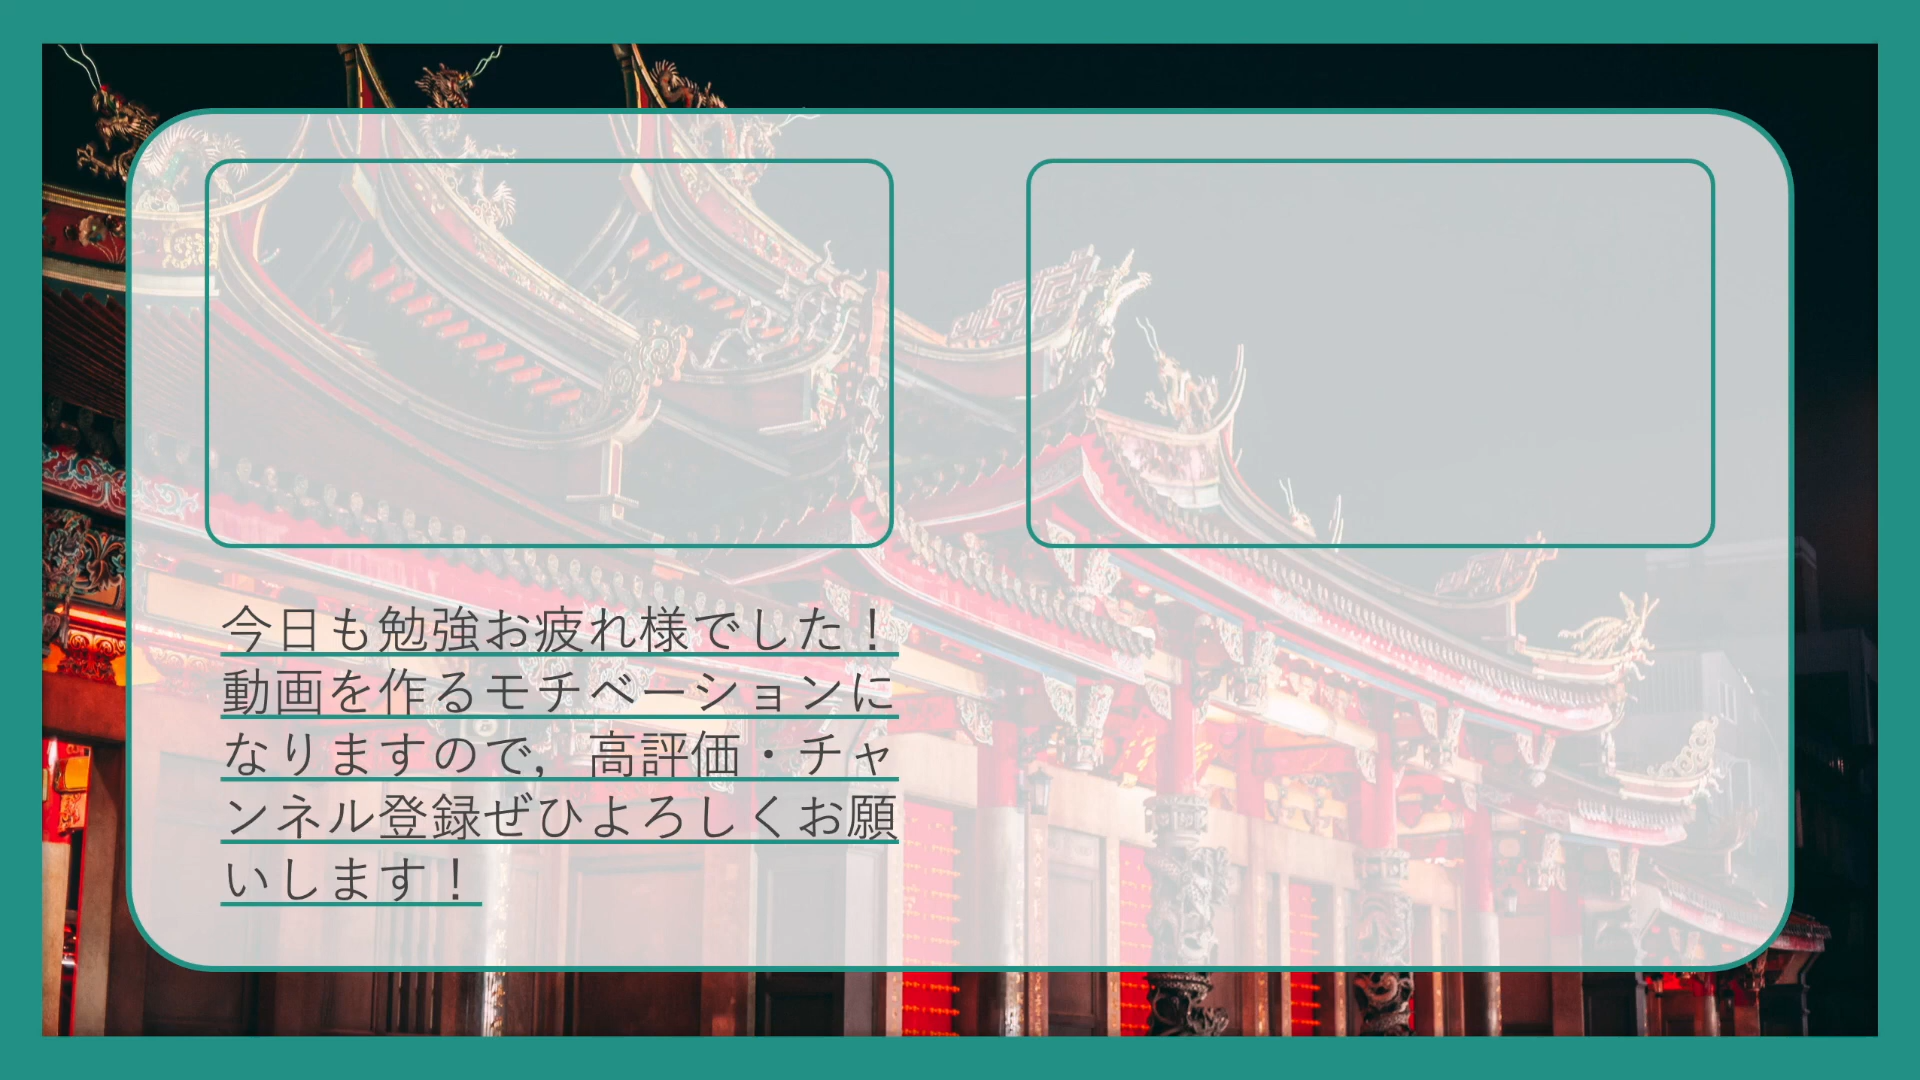 今日も勉強お疲れ様でした！
動画を作るモチベーションに
なりますので，高評価・チャ
ンネル登録ぜひよろしくお願
いします！